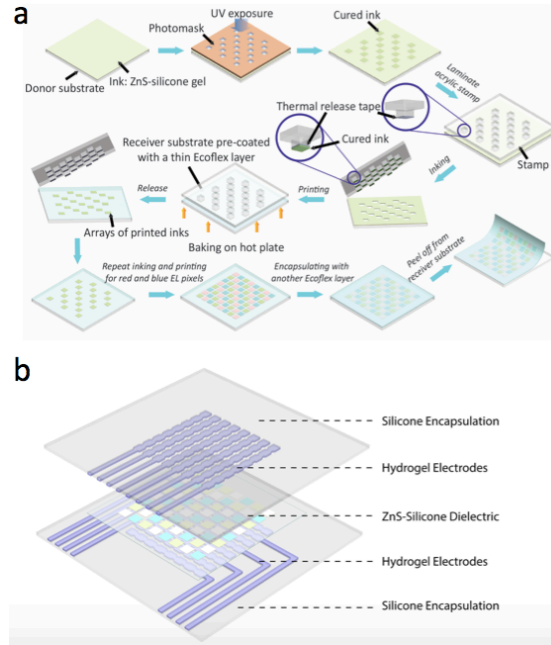 a
UV exposure
Photomask
Cured ink
Donor substrate
Ink: ZnS-silicone gel
Laminate
acrylic stamp
Thermal release tape
Cured ink
Receiver substrate pre-coated
with a thin Ecoflex layer
Stamp
Inking
Printing
Release
Arrays of printed inks
Baking on hot plate
Repeat inking and printing
for red and blue EL pixels
Encapsulating with
another Ecoflex layer
Peel off from
receiver substrate
b
Silicone Encapsulation
Hydrogel Electrodes
ZnS-Silicone Dielectric
Hydrogel Electrodes
Silicone Encapsulation